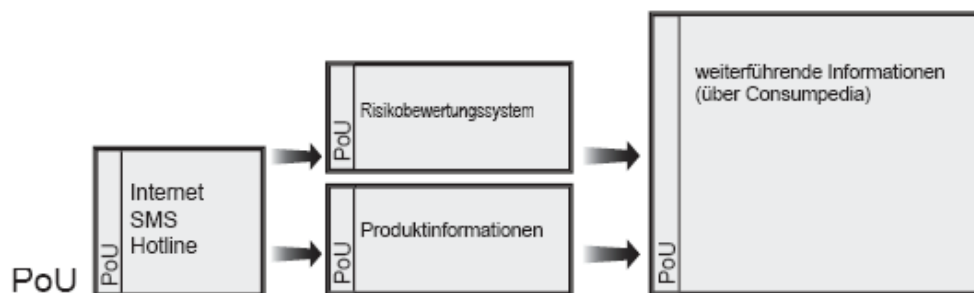 PoU
PoU
Internet
SMS
Hotline
PoU
Risikobewertungssystem
PoU
Produktinformationen
PoU
weiterführende Informationen
(über Consumpedia)